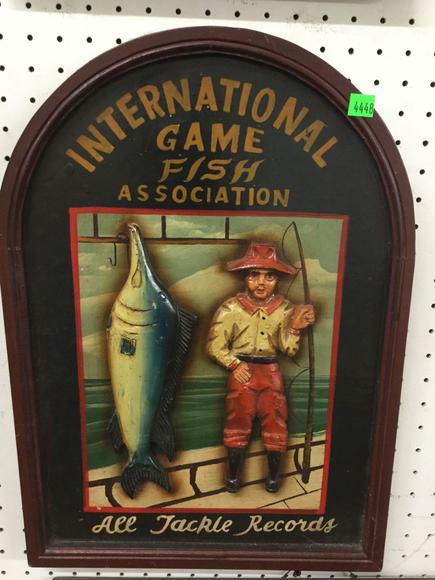 4448
INTERNATIONAL
GAME
FISH
ASSOCIATION
All Tackle Records